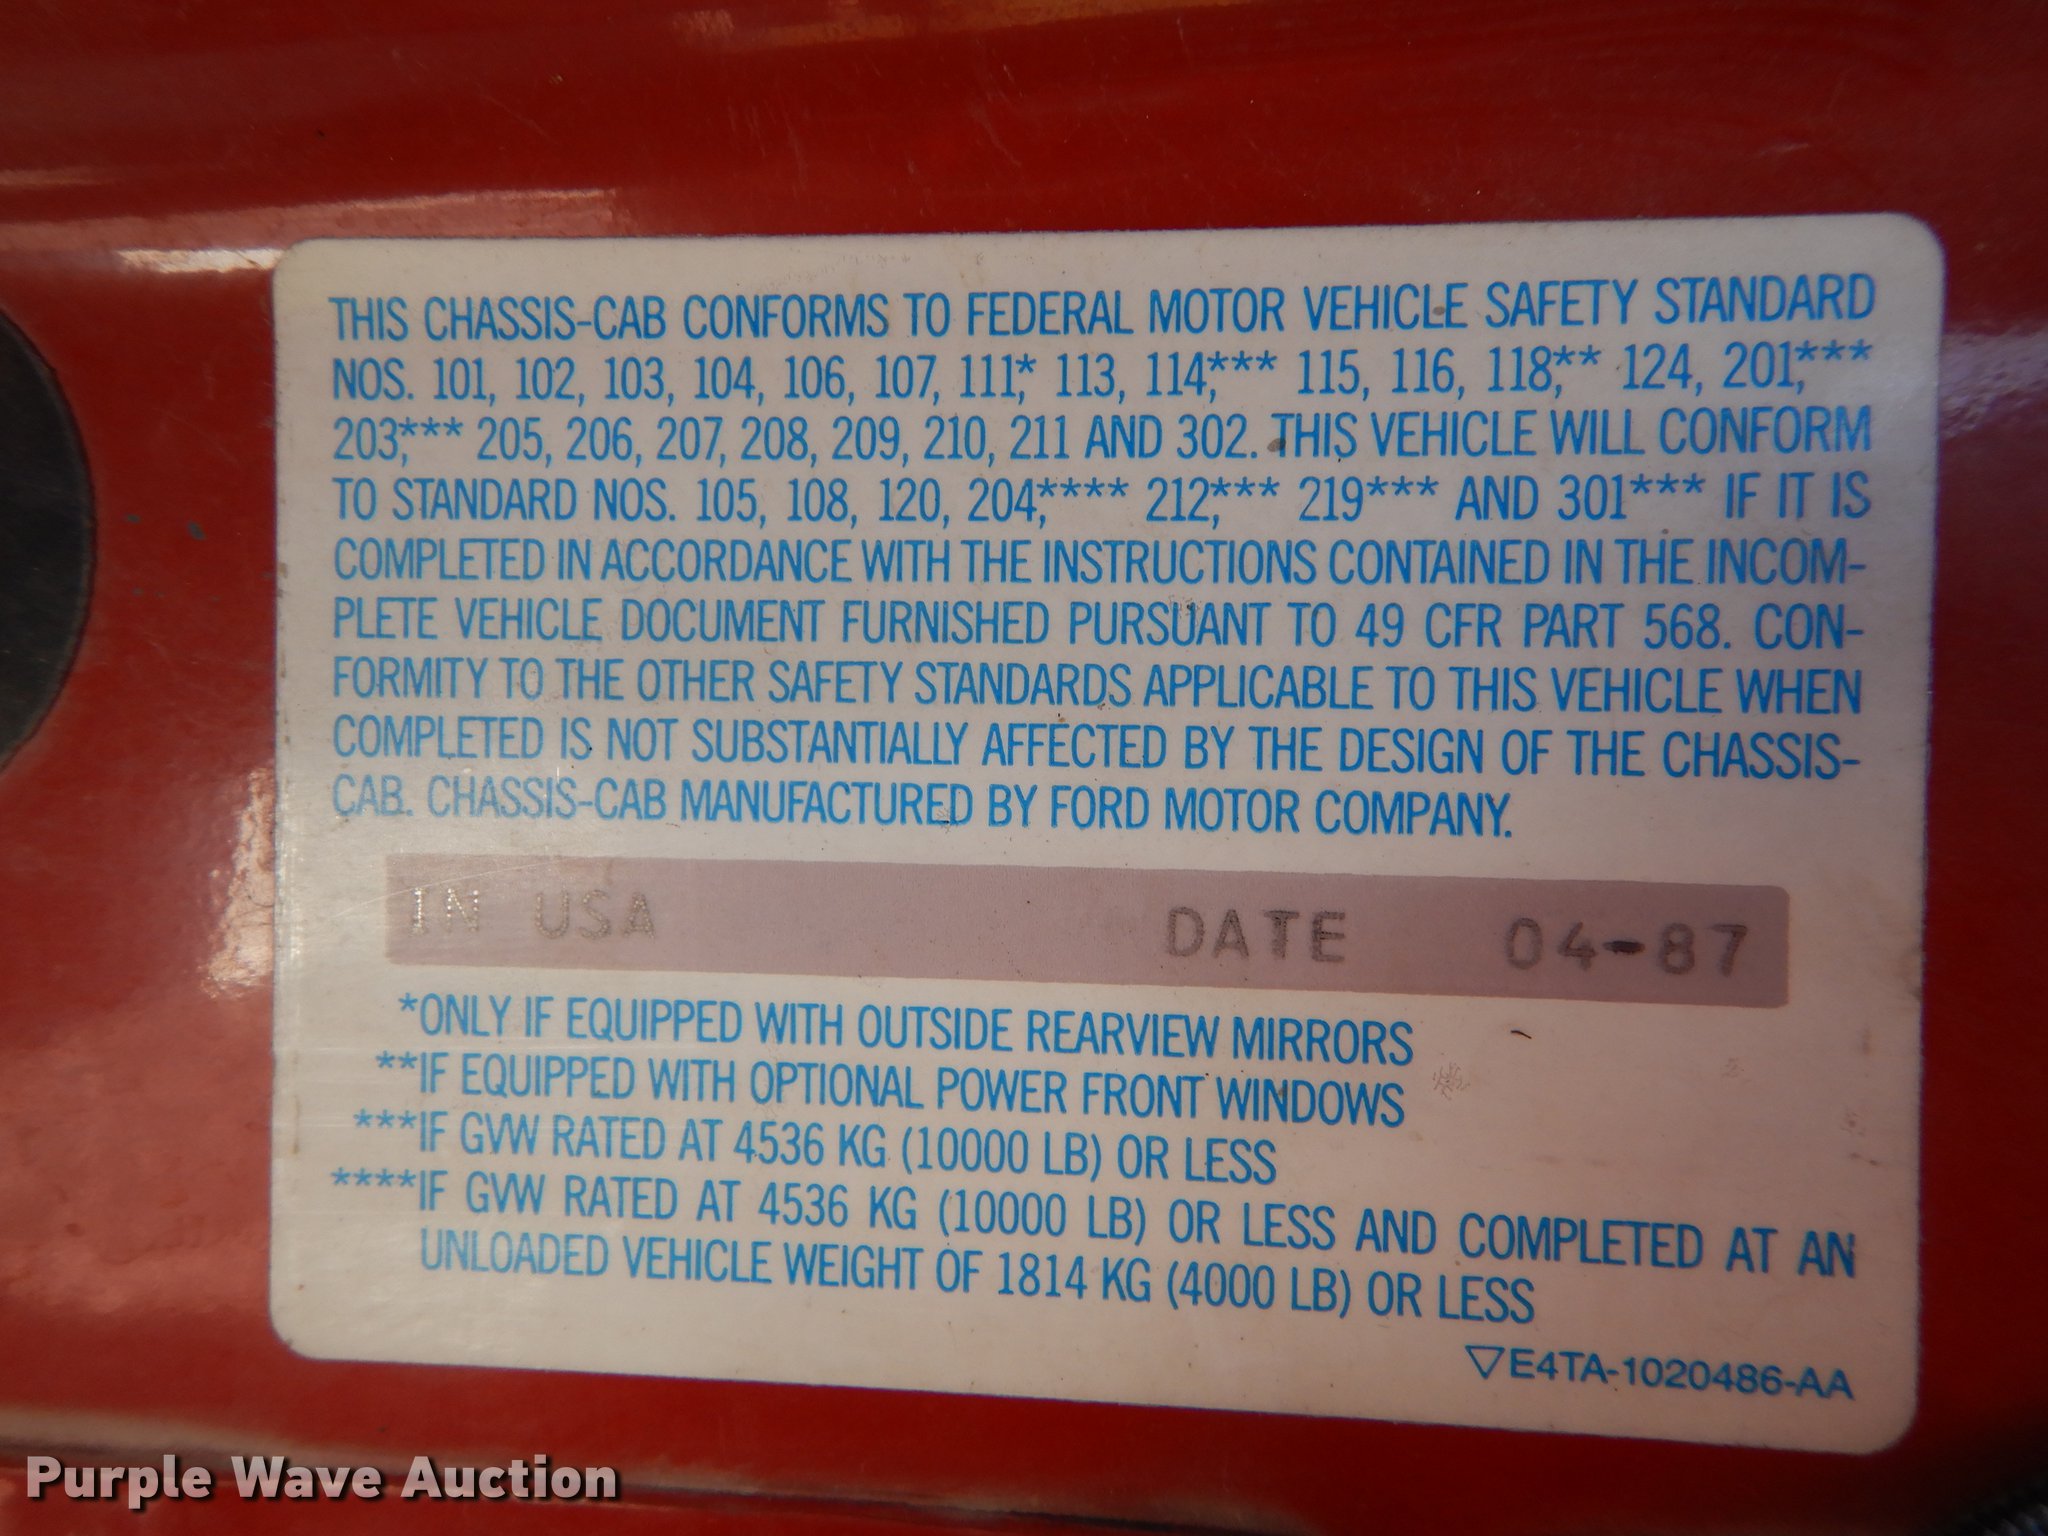 THIS CHASSIS-CAB CONFORMS TO FEDERAL MOTOR VEHICLE SAFETY STANDARD
NOS. 101, 102, 103, 104, 106, 107, 111,* 113, 114,*** 115, 116, 118,** 124, 201,***
203,*** 205, 206, 207, 208, 209, 210, 211 AND 302. THIS VEHICLE WILL CONFORM
TO STANDARD NOS. 105, 108, 120, 204,**** 212,*** 219*** AND 301*** IF IT IS
COMPLETED IN ACCORDANCE WITH THE INSTRUCTIONS CONTAINED IN THE INCOM-
PLETE VEHICLE DOCUMENT FURNISHED PURSUANT TO 49 CFR PART 568. CON-
FORMITY TO THE OTHER SAFETY STANDARDS APPLICABLE TO THIS VEHICLE WHEN
COMPLETED IS NOT SUBSTANTIALLY AFFECTED BY THE DESIGN OF THE CHASSIS-
CAB. CHASSIS-CAB MANUFACTURED BY FORD MOTOR COMPANY.
IN USA DATE 04-87
*ONLY IF EQUIPPED WITH OUTSIDE REARVIEW MIRRORS
**IF EQUIPPED WITH OPTIONAL POWER FRONT WINDOWS
***IF GVW RATED AT 4536 KG (10000 LB) OR LESS
****IF GVW RATED AT 4536 KG (10000 LB) OR LESS AND COMPLETED AT AN
UNLOADED VEHICLE WEIGHT OF 1814 KG (4000 LB) OR LESS
▽E4TA-1020486-AA
Purple Wave Auction